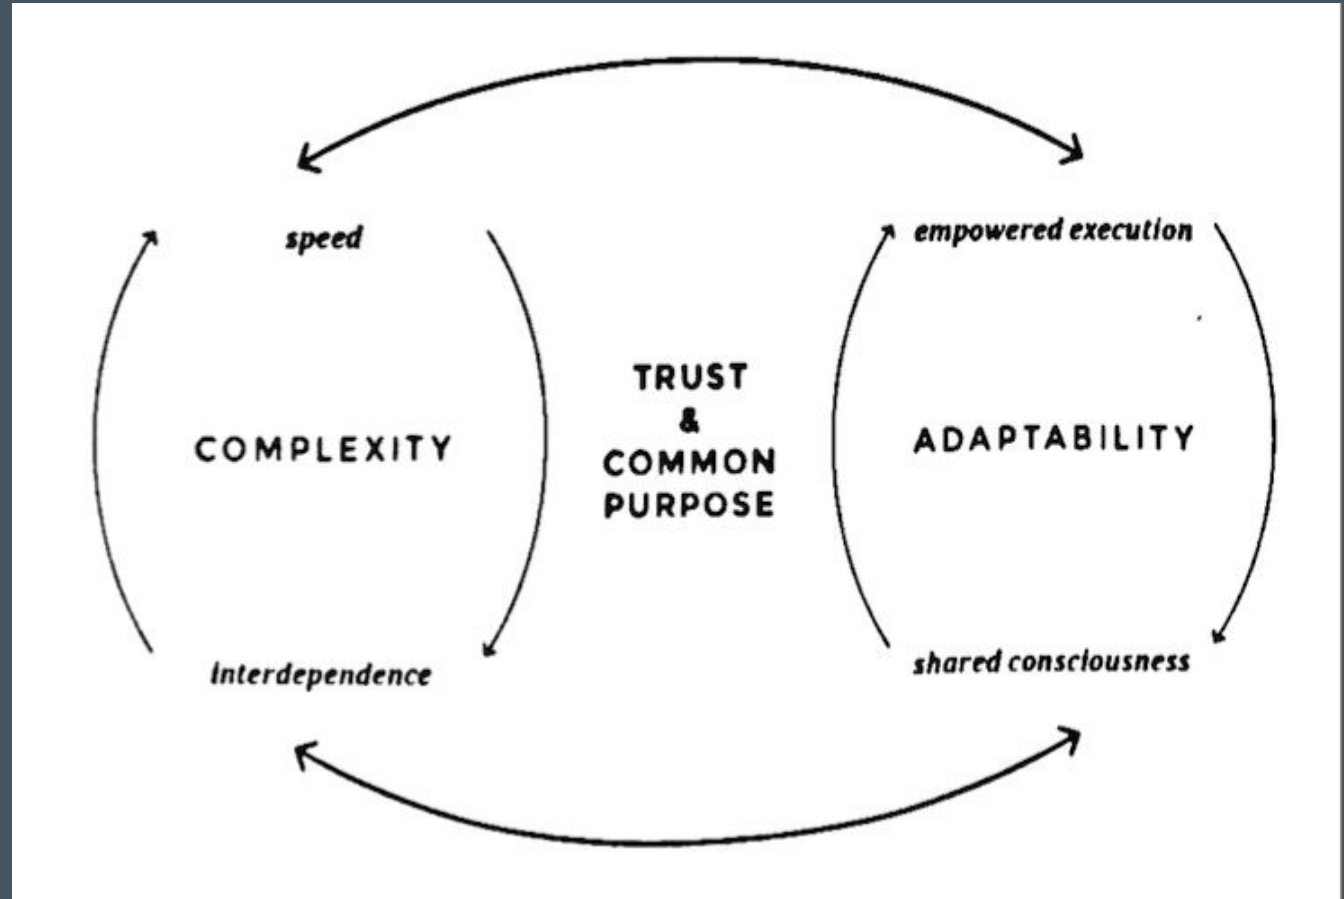 speed
empowered execution
TRUST
&
COMMON
PURPOSE
COMPLEXITY
ADAPTABILITY
interdependence
shared consciousness